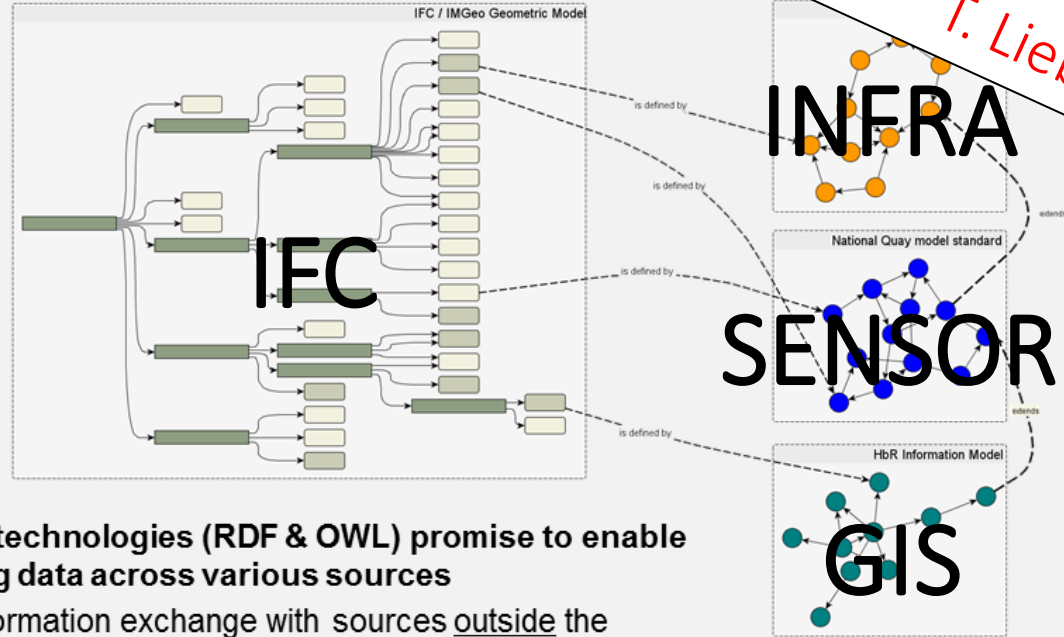 IFC / IMGeo Geometric Model
T. Lieb
is defined by
INFRA
is defined by
extends
National Quay model standard
IFC
is defined by
SENSOR
extends
is defined by
HbR Information Model
GIS
technologies (RDF & OWL) promise to enable
g data across various sources
ormation exchange with sources outside the